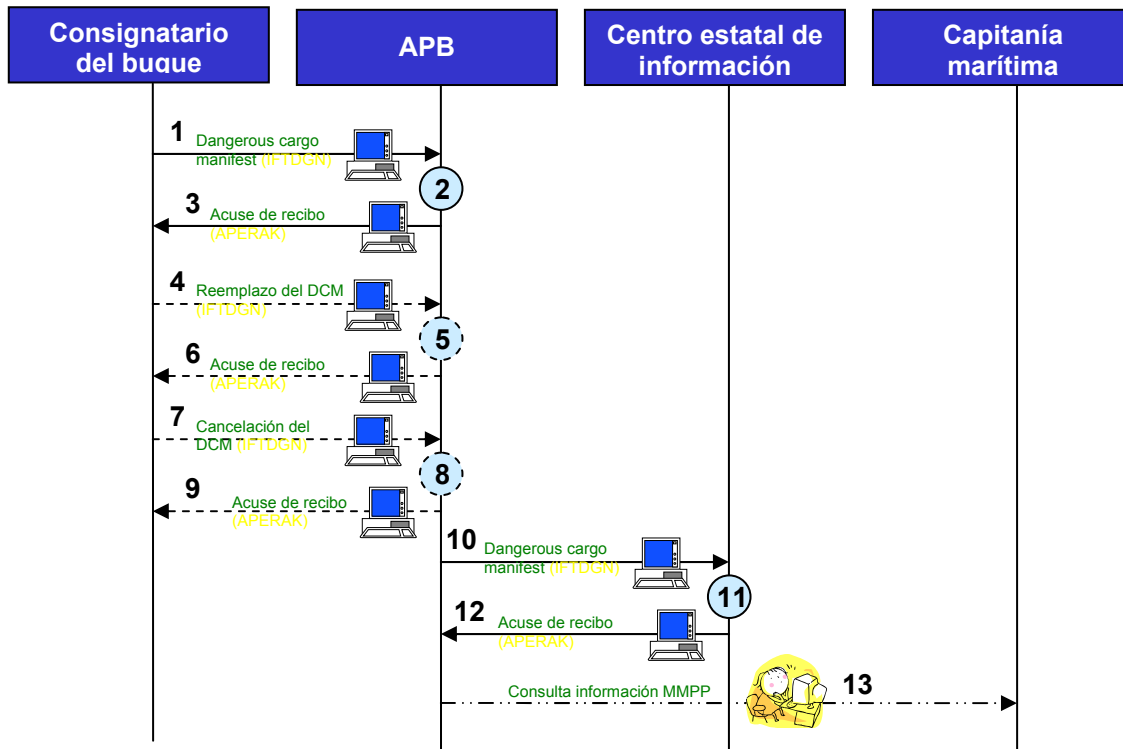 Consignatario
del buque
APB
Centro estatal de
información
Capitanía
marítima
1
Dangerous cargo
manifest (IFTDGN)
2
3
Acuse de recibo
(APERAK)
4
Reemplazo del DCM
(IFTDGN)
5
6
Acuse de recibo
(APERAK)
7
Cancelación del
DCM (IFTDGN)
8
9
Acuse de recibo
(APERAK)
10
Dangerous cargo
manifest (IFTDGN)
11
12
Acuse de recibo
(APERAK)
Consulta información MMPP
13